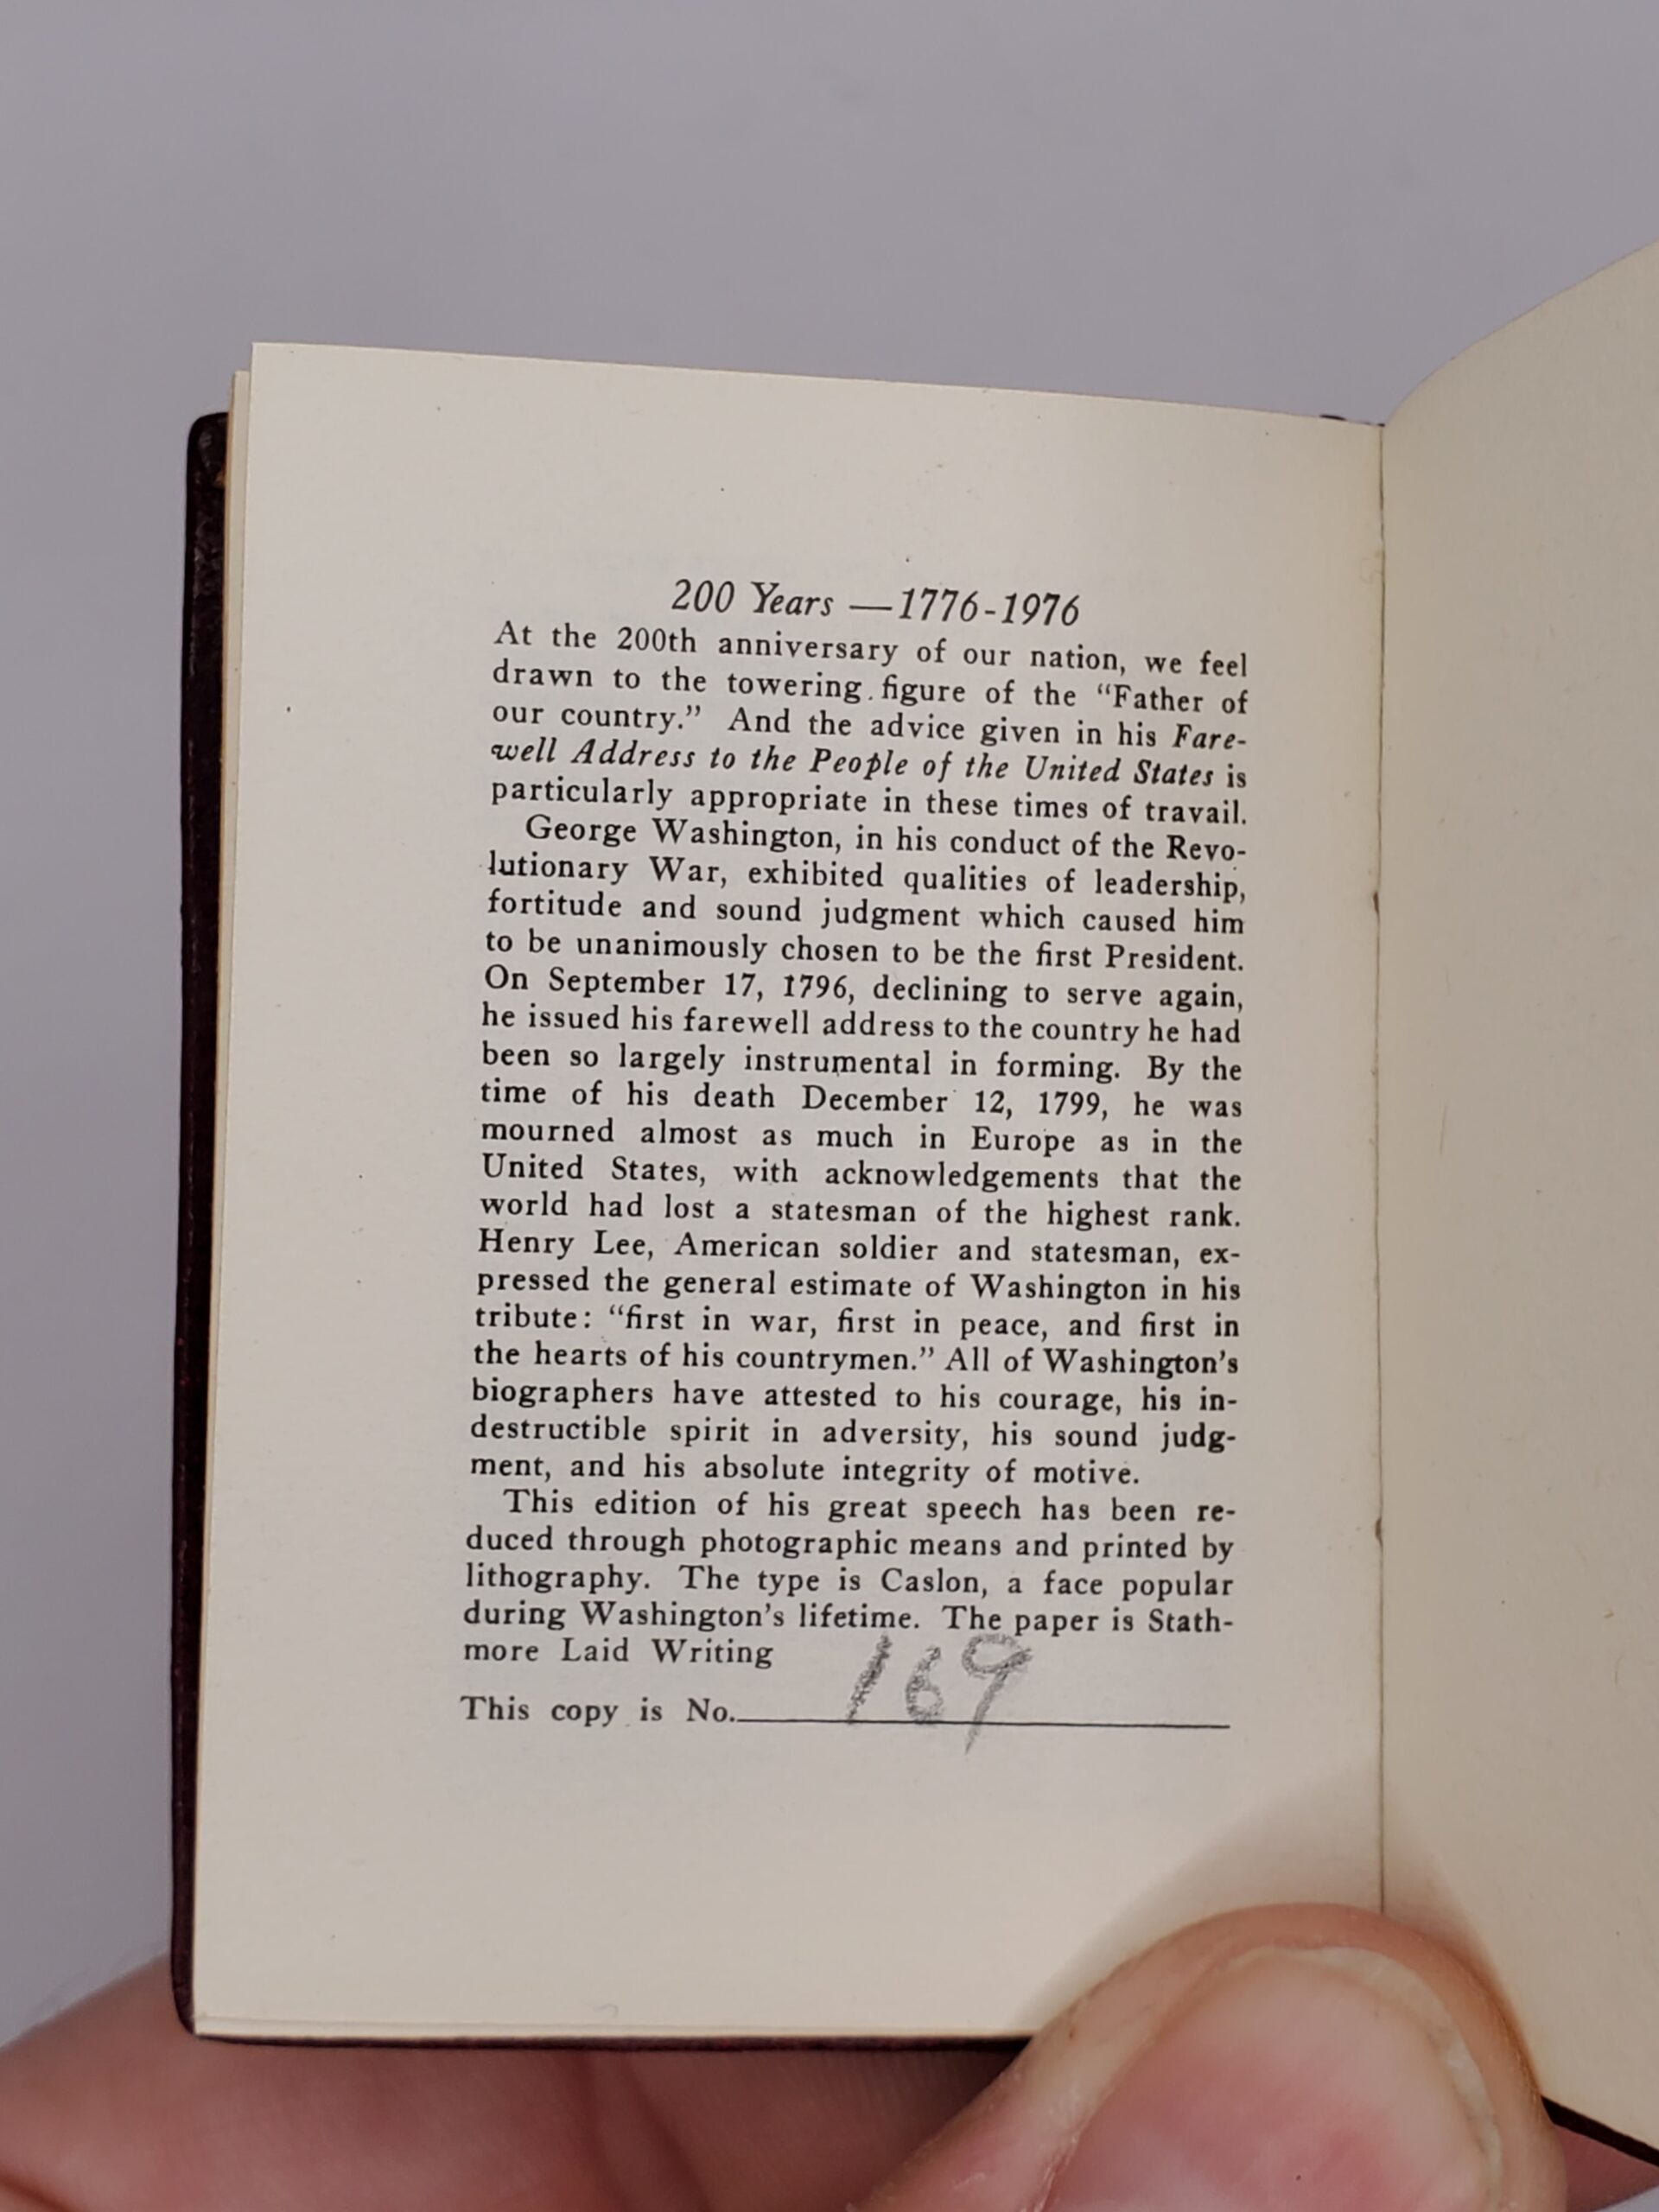 200 Years —1776-1976
At the 200th anniversary of our nation, we feel
drawn to the towering figure of the “Father of
our country.” And the advice given in his Fare-
well Address to the People of the United States is
particularly appropriate in these times of travail.
George Washington, in his conduct of the Revo-
lutionary War, exhibited qualities of leadership,
fortitude and sound judgment which caused him
to be unanimously chosen to be the first President.
On September 17, 1796, declining to serve again,
he issued his farewell address to the country he had
been so largely instrumental in forming. By the
time of his death December 12, 1799, he was
mourned almost as much in Europe as in the
United States, with acknowledgements that the
world had lost a statesman of the highest rank.
Henry Lee, American soldier and statesman, ex-
pressed the general estimate of Washington in his
tribute: “first in war, first in peace, and first in
the hearts of his countrymen.” All of Washington’s
biographers have attested to his courage, his in-
destructible spirit in adversity, his sound judg-
ment, and his absolute integrity of motive.
This edition of his great speech has been re-
duced through photographic means and printed by
lithography. The type is Caslon, a face popular
during Washington’s lifetime. The paper is Stath-
more Laid Writing
This copy is No. 169